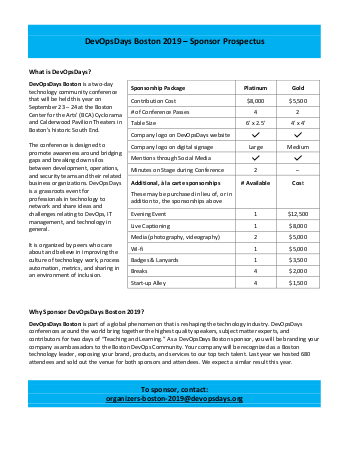 DevOpsDays Boston 2019 – Sponsor Prospectus
What is DevOpsDays?
DevOpsDays Boston is a two-day
technology community conference
that will be held this year on
September 23 – 24 at the Boston
Center for the Arts' (BCA) Cyclorama
and Calderwood Pavilion Theaters in
Boston's historic South End.
The conference is designed to
promote awareness around bridging
gaps and breaking down silos
between development, operations,
and security teams and their related
business organizations. DevOpsDays
is a grassroots event for
professionals in technology to
network and share ideas and
challenges relating to DevOps, IT
management, and technology in
general.
It is organized by peers who care
about and believe in improving the
culture of technology work, process
automation, metrics, and sharing in
an environment of inclusion.
Sponsorship Package Platinum Gold
Contribution Cost $8,000 $5,500
# of Conference Passes 4 2
Table Size 6' x 2.5' 4' x 4'
Company logo on DevOpsDays website ✓ ✓
Company logo on digital signage Large Medium
Mentions through Social Media ✓ ✓
Minutes on Stage during Conference 2 –
Additional, à la carte sponsorships # Available Cost
These may be purchased in lieu of, or in
addition to, the sponsorships above
Evening Event 1 $12,500
Live Captioning 1 $8,000
Media (photography, videography) 2 $5,000
Wi-fi 1 $5,000
Badges & Lanyards 1 $3,500
Breaks 4 $2,000
Start-up Alley 4 $1,500
Why Sponsor DevOpsDays Boston 2019?
DevOpsDays Boston is part of a global phenomenon that is reshaping the technology industry. DevOpsDays
conferences around the world bring together the highest quality speakers, subject matter experts, and
contributors for two days of "Teaching and Learning." As a DevOpsDays Boston sponsor, you will be branding your
company as ambassadors to the Boston DevOps Community. Your company will be recognized as a Boston
technology leader, exposing your brand, products, and services to our top tech talent. Last year we hosted 680
attendees and sold out the venue for both sponsors and attendees. We expect a similar result this year.
To sponsor, contact:
organizers-boston-2019@devopsdays.org